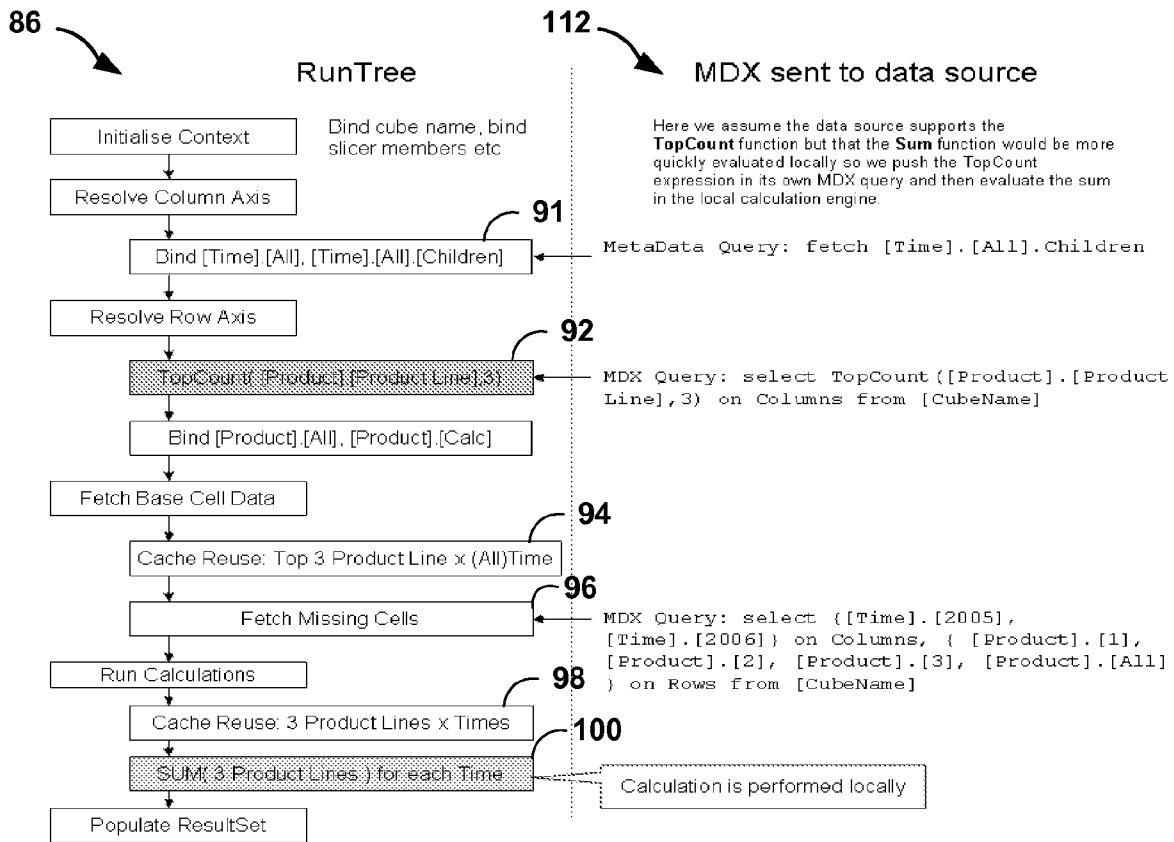 86
112
RunTree
MDX sent to data source
Initialise Context
Bind cube name, bind
slicer members etc
Here we assume the data source supports the
TopCount function but that the Sum function would be more
quickly evaluated locally so we push the TopCount
expression in its own MDX query and then evaluate the sum
in the local calculation engine.
Resolve Column Axis
91
Bind [Time].[All], [Time].[All].[Children]
MetaData Query: fetch [Time].[All].Children
Resolve Row Axis
92
TopCount( [Product].[Product Line],3)
MDX Query: select TopCount([Product].[Product
Line],3) on Columns from [CubeName]
Bind [Product].[All], [Product].[Calc]
Fetch Base Cell Data
94
Cache Reuse: Top 3 Product Line x (All)Time
96
Fetch Missing Cells
MDX Query: select {[Time].[2005],
[Time].[2006]} on Columns, { [Product].[1],
[Product].[2], [Product].[3], [Product].[All]
} on Rows from [CubeName]
Run Calculations
98
Cache Reuse: 3 Product Lines x Times
100
SUM( 3 Product Lines ) for each Time
Calculation is performed locally
Populate ResultSet